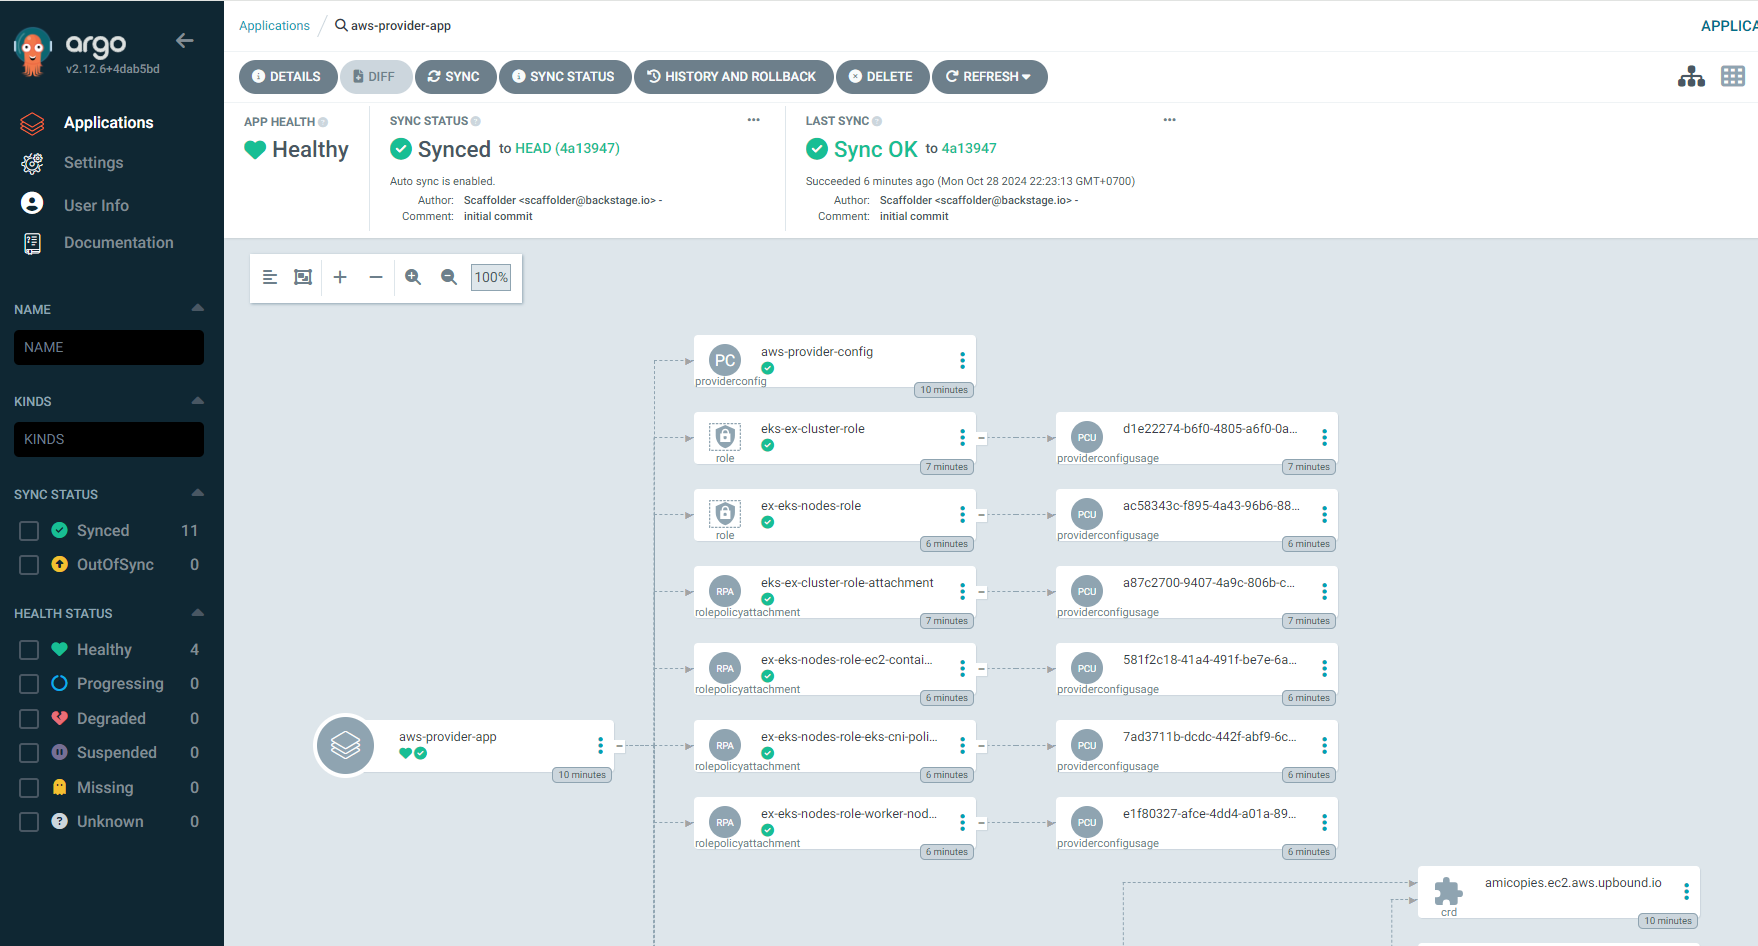 argo
v2.12.6+4dab5bd
Applications
Settings
User Info
Documentation
NAME
NAME
KINDS
KINDS
SYNC STATUS
Synced 11
OutOfSync 0
HEALTH STATUS
Healthy 4
Progressing 0
Degraded 0
Suspended 0
Missing 0
Unknown 0
Applications / aws-provider-app
APPLICA
DETAILS DIFF SYNC SYNC STATUS HISTORY AND ROLLBACK DELETE REFRESH
APP HEALTH
Healthy
SYNC STATUS
Synced to HEAD (4a13947)
Auto sync is enabled.
Author: Scaffolder <scaffolder@backstage.io> -
Comment: initial commit
LAST SYNC
Sync OK to 4a13947
Succeeded 6 minutes ago (Mon Oct 28 2024 22:23:13 GMT+0700)
Author: Scaffolder <scaffolder@backstage.io> -
Comment: initial commit
100%
aws-provider-app
10 minutes
PC
aws-provider-config
providerconfig
10 minutes
eks-ex-cluster-role
role
7 minutes
PCU
d1e22274-b6f0-4805-a6f0-0a...
providerconfigusage
7 minutes
ex-eks-nodes-role
role
6 minutes
PCU
ac58343c-f895-4a43-96b6-88...
providerconfigusage
6 minutes
RPA
eks-ex-cluster-role-attachment
rolepolicyattachment
7 minutes
PCU
a87c2700-9407-4a9c-806b-c...
providerconfigusage
7 minutes
RPA
ex-eks-nodes-role-ec2-contai...
rolepolicyattachment
6 minutes
PCU
581f2c18-41a4-491f-be7e-6a...
providerconfigusage
6 minutes
RPA
ex-eks-nodes-role-eks-cni-poli...
rolepolicyattachment
6 minutes
PCU
7ad3711b-dcdc-442f-abf9-6c...
providerconfigusage
6 minutes
RPA
ex-eks-nodes-role-worker-nod...
rolepolicyattachment
6 minutes
PCU
e1f80327-afce-4dd4-a01a-89...
providerconfigusage
6 minutes
amicopies.ec2.aws.upbound.io
crd
10 minutes